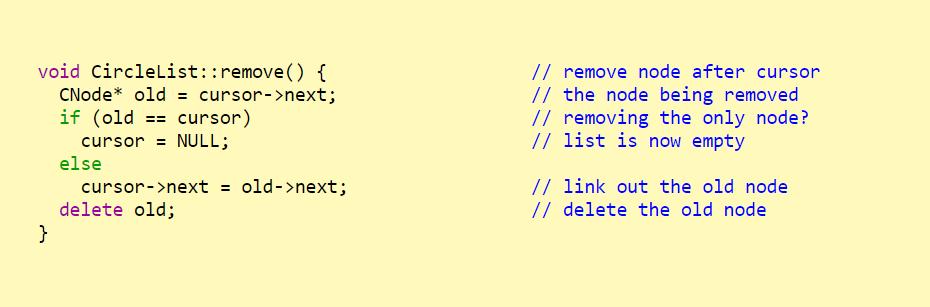 void CircleList::remove() { // remove node after cursor
CNode* old = cursor->next; // the node being removed
if (old == cursor) // removing the only node?
cursor = NULL; // list is now empty
else
cursor->next = old->next; // link out the old node
delete old; // delete the old node
}